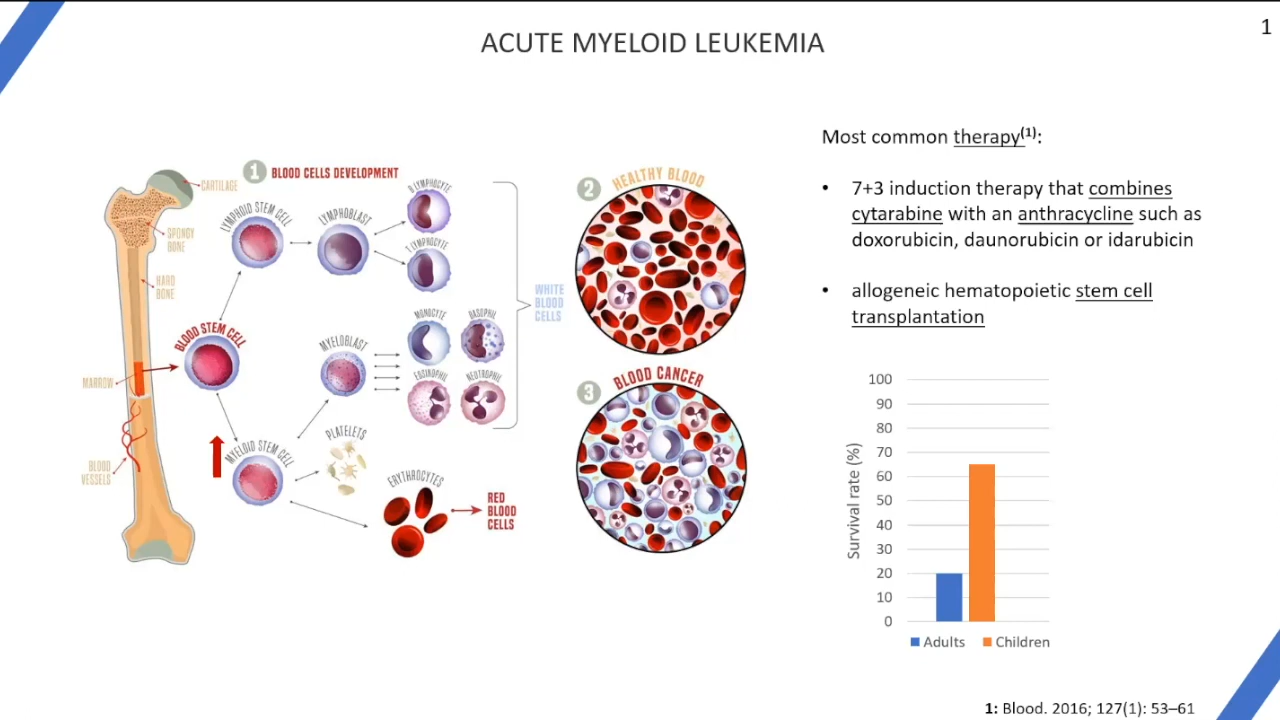 1
ACUTE MYELOID LEUKEMIA
1 BLOOD CELLS DEVELOPMENT
CARTILAGE
SPONGY
BONE
HARD
BONE
MARROW
BLOOD
VESSELS
BLOOD STEM CELL
LYMPHOID STEM CELL
LYMPHOBLAST
B LYMPHOCYTE
T LYMPHOCYTE
MYELOBLAST
MONOCYTE
BASOPHIL
EOSINOPHIL
NEUTROPHIL
WHITE
BLOOD
CELLS
MYELOID STEM CELL
PLATELETS
ERYTHROCYTES
RED
BLOOD
CELLS
2 HEALTHY BLOOD
3 BLOOD CANCER
Most common therapy(1):
• 7+3 induction therapy that combines
cytarabine with an anthracycline such as
doxorubicin, daunorubicin or idarubicin
• allogeneic hematopoietic stem cell
transplantation
Survival rate (%)
100
90
80
70
60
50
40
30
20
10
0
Adults Children
1: Blood. 2016; 127(1): 53–61